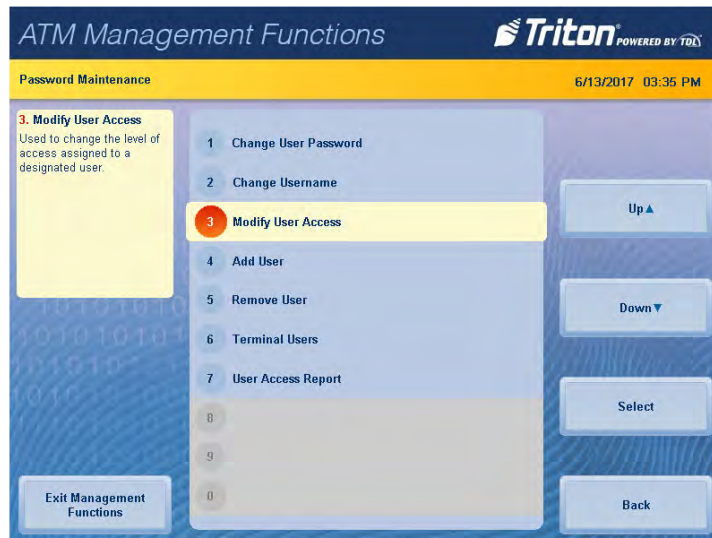 ATM Management Functions
Triton POWERED BY TDL
Password Maintenance
6/13/2017 03:35 PM
3. Modify User Access
Used to change the level of
access assigned to a
designated user.
1 Change User Password
2 Change Username
3 Modify User Access
4 Add User
5 Remove User
6 Terminal Users
7 User Access Report
8
9
0
Up▲
Down▼
Select
Back
Exit Management
Functions